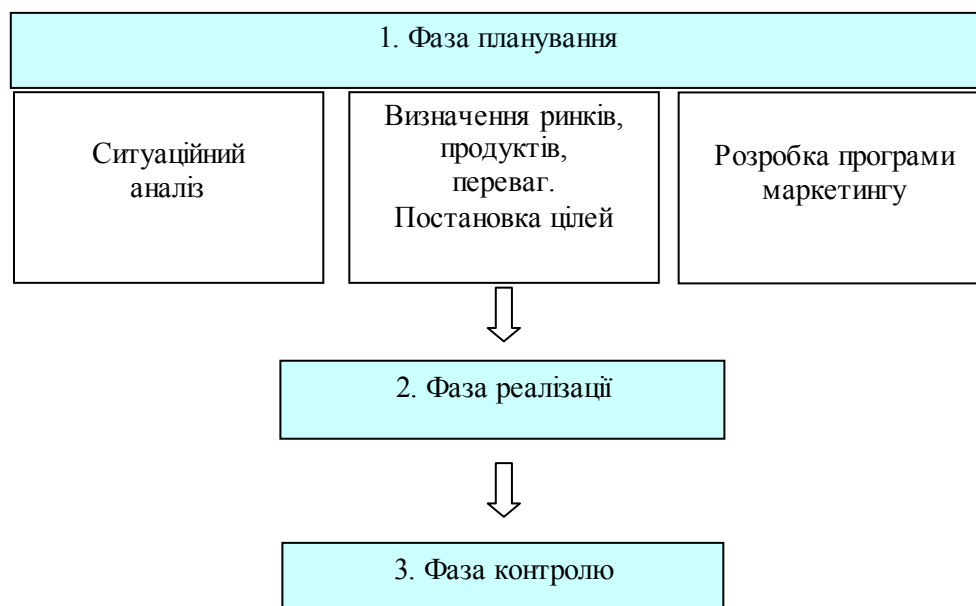 1. Фаза планування
Ситуаційний
аналіз
Визначення ринків,
продуктів,
переваг.
Постановка цілей
Розробка програми
маркетингу
2. Фаза реалізації
3. Фаза контролю